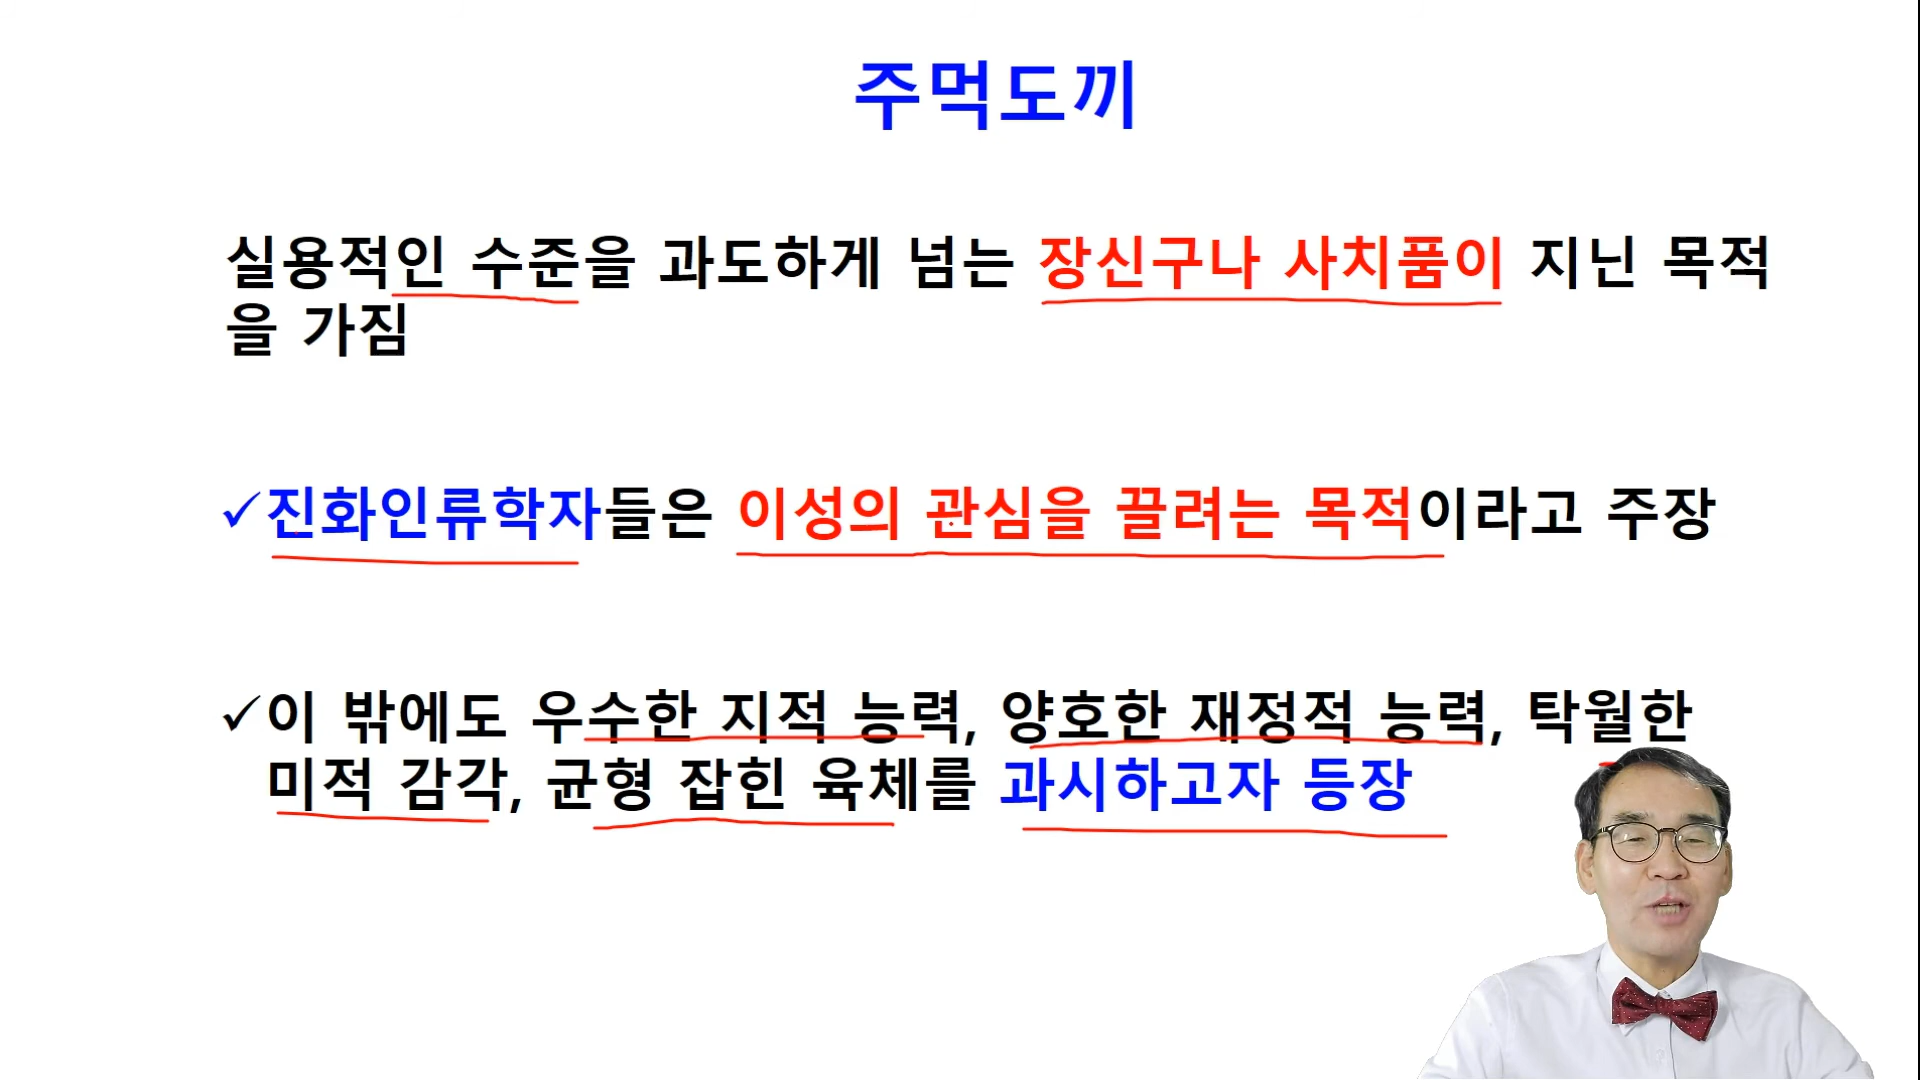 주먹도끼
실용적인 수준을 과도하게 넘는 장신구나 사치품이 지닌 목적
을 가짐
✓진화인류학자들은 이성의 관심을 끌려는 목적이라고 주장
✓이 밖에도 우수한 지적 능력, 양호한 재정적 능력, 탁월한
미적 감각, 균형 잡힌 육체를 과시하고자 등장